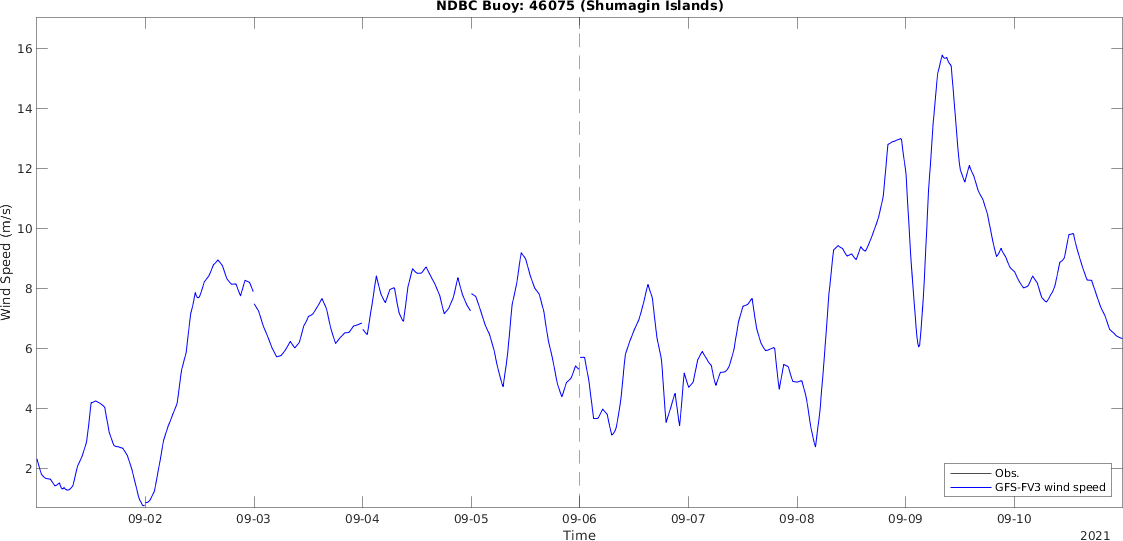 NDBC Buoy: 46075 (Shumagin Islands)
16
14
12
10
8
6
4
2
Wind Speed (m/s)
Obs.
GFS-FV3 wind speed
09-02 09-03 09-04 09-05 09-06 09-07 09-08 09-09 09-10
Time
2021